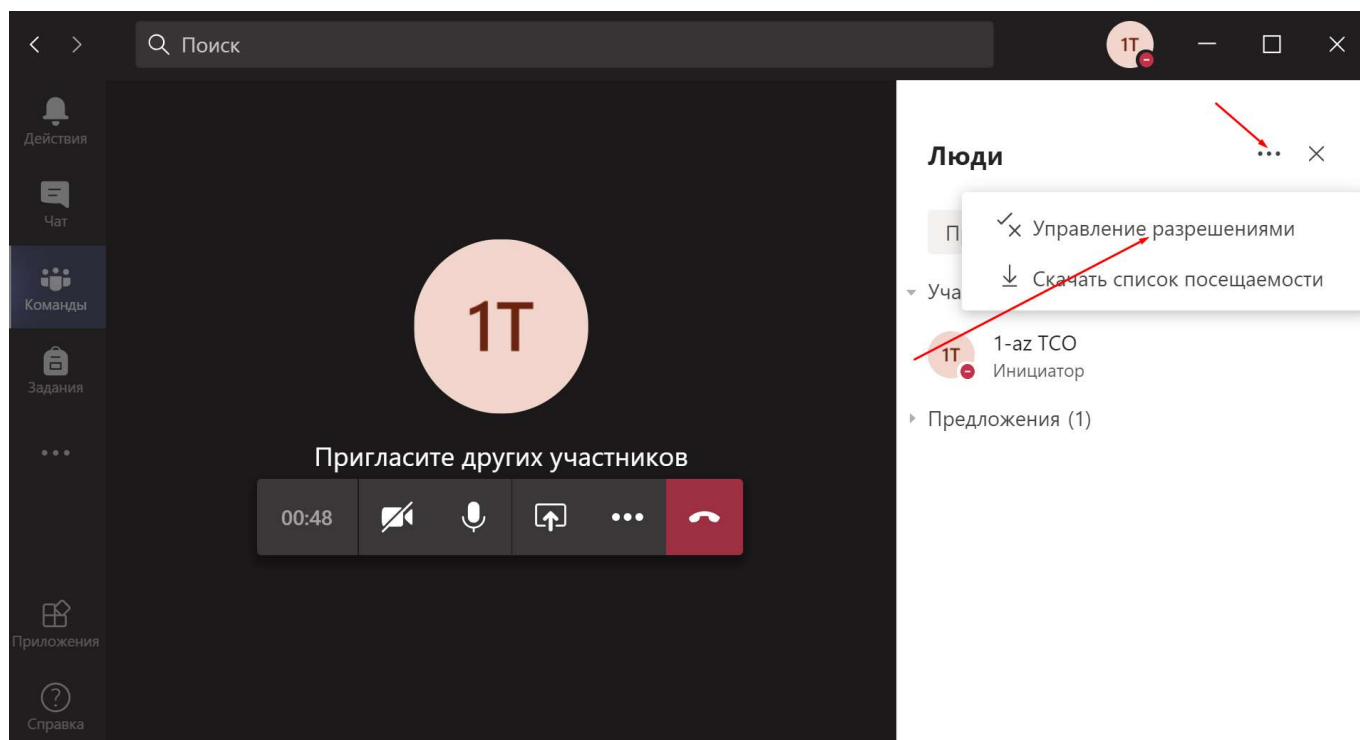 Поиск
1T
Действия
Чат
Команды
Задания
Приложения
Справка
1T
Пригласите других участников
00:48
Люди
П
Управление разрешениями
Скачать список посещаемости
Уча
1T
1-az TCO
Инициатор
Предложения (1)